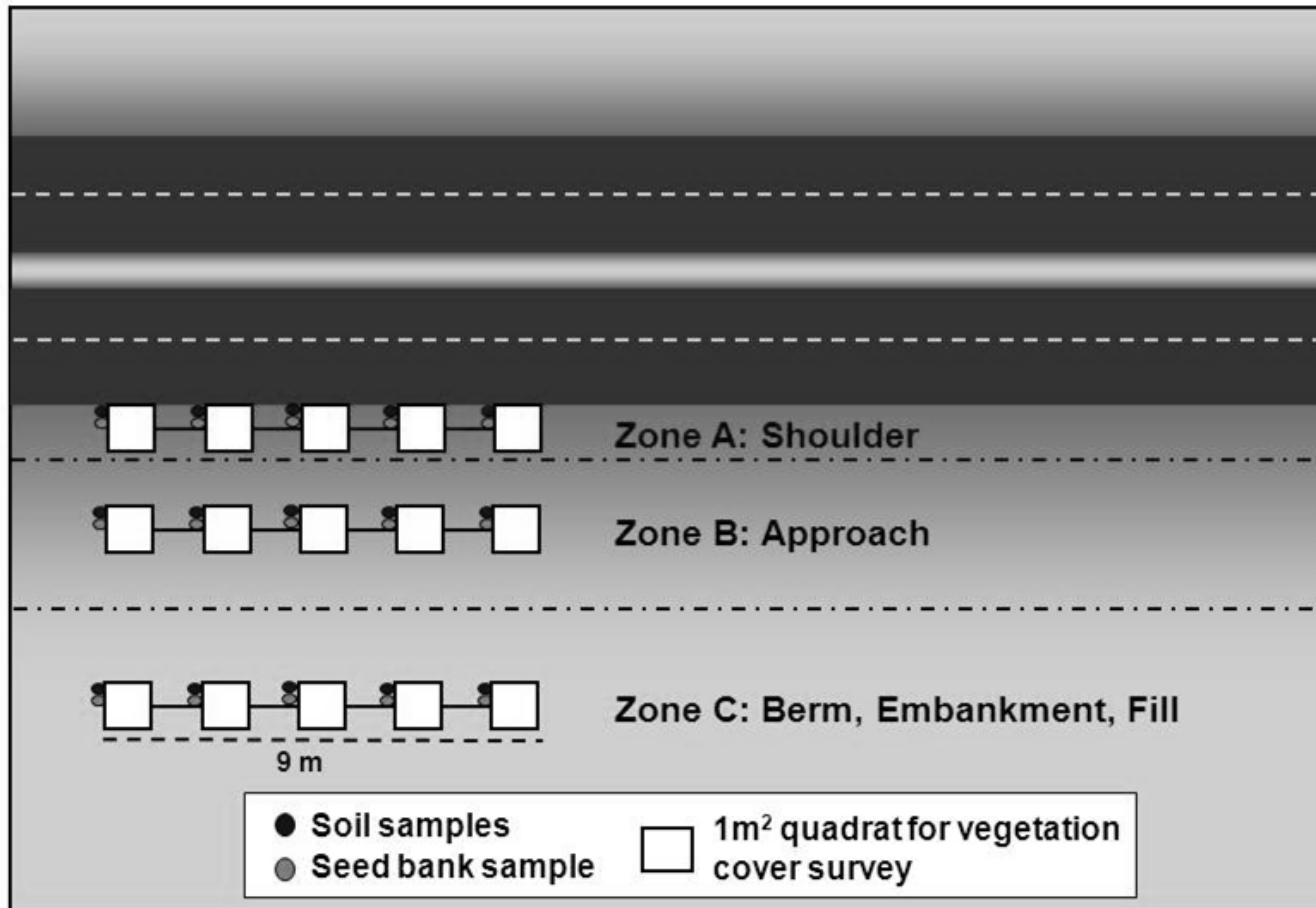 Zone A: Shoulder
Zone B: Approach
Zone C: Berm, Embankment, Fill
9 m
Soil samples
Seed bank sample
1m² quadrat for vegetation
cover survey